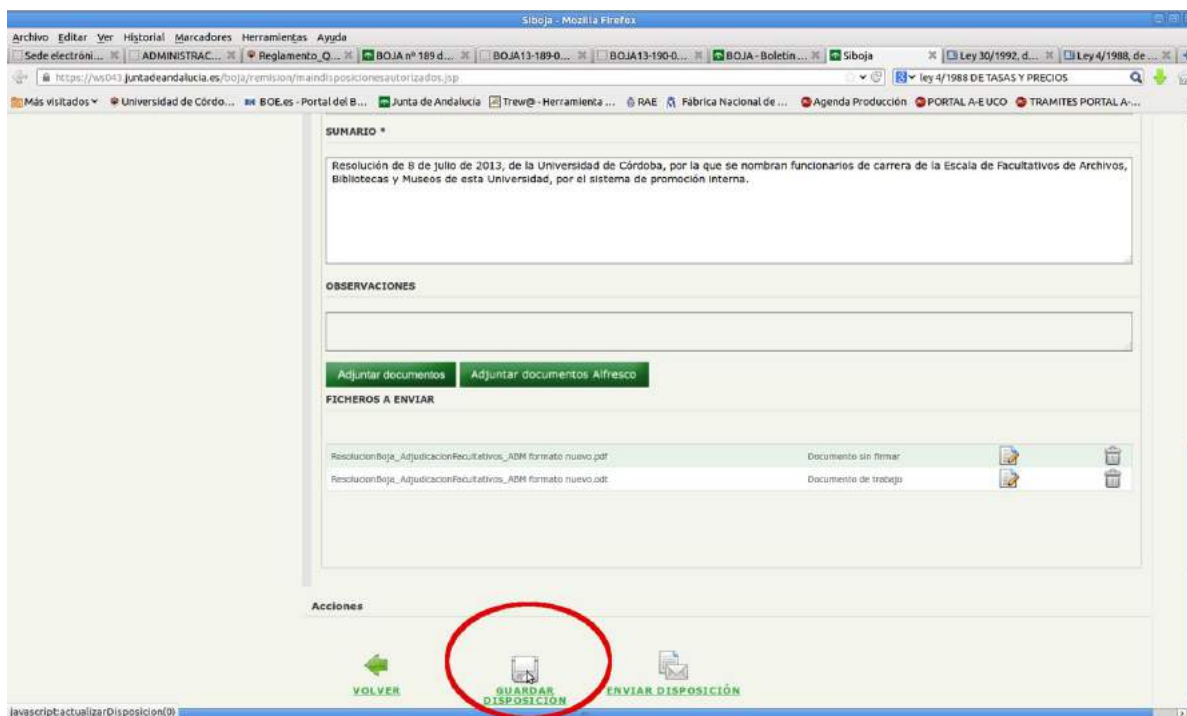 Siboja - Mozilla Firefox
Archivo Editar Ver Historial Marcadores Herramientas Ayuda
Sede electróni... ADMINISTRAC... Reglamento_Q... BOJA nº 189 d... BOJA13-189-0... BOJA13-190-0... BOJA - Boletin ... Siboja Ley 30/1992, d... Ley 4/1988, de ...
https://ws043.juntadeandalucia.es/boja/remision/maindisposicionesautorizados.jsp ley 4/1988 DE TASAS Y PRECIOS
Más visitados Universidad de Córdo... BOE.es - Portal del B... Junta de Andalucía Trew@ - Herramienta ... RAE Fábrica Nacional de ... Agenda Producción PORTAL A-E UCO TRAMITES PORTAL A-...
SUMARIO *
Resolución de 8 de julio de 2013, de la Universidad de Córdoba, por la que se nombran funcionarios de carrera de la Escala de Facultativos de Archivos,
Bibliotecas y Museos de esta Universidad, por el sistema de promoción interna.
OBSERVACIONES
Adjuntar documentos Adjuntar documentos Alfresco
FICHEROS A ENVIAR
ResolucionBoja_AdjudicacionFacultativos_ABM formato nuevo.pdf Documento sin firmar
ResolucionBoja_AdjudicacionFacultativos_ABM formato nuevo.odt Documento de trabajo
Acciones
VOLVER GUARDAR DISPOSICIÓN ENVIAR DISPOSICIÓN
javascript:actualizarDisposicion(0)